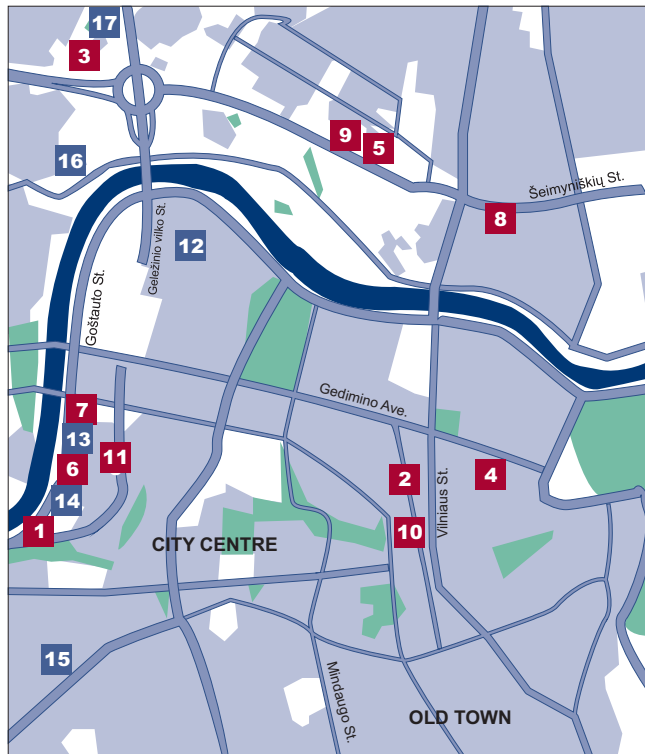 17
3
9
5
16
Šeimyniškių St.
8
Geležinio vilko St.
12
Goštauto St.
Gedimino Ave.
7
13
11
6
2
4
14
Vilniaus St.
1
10
CITY CENTRE
15
Mindaugo St.
OLD TOWN